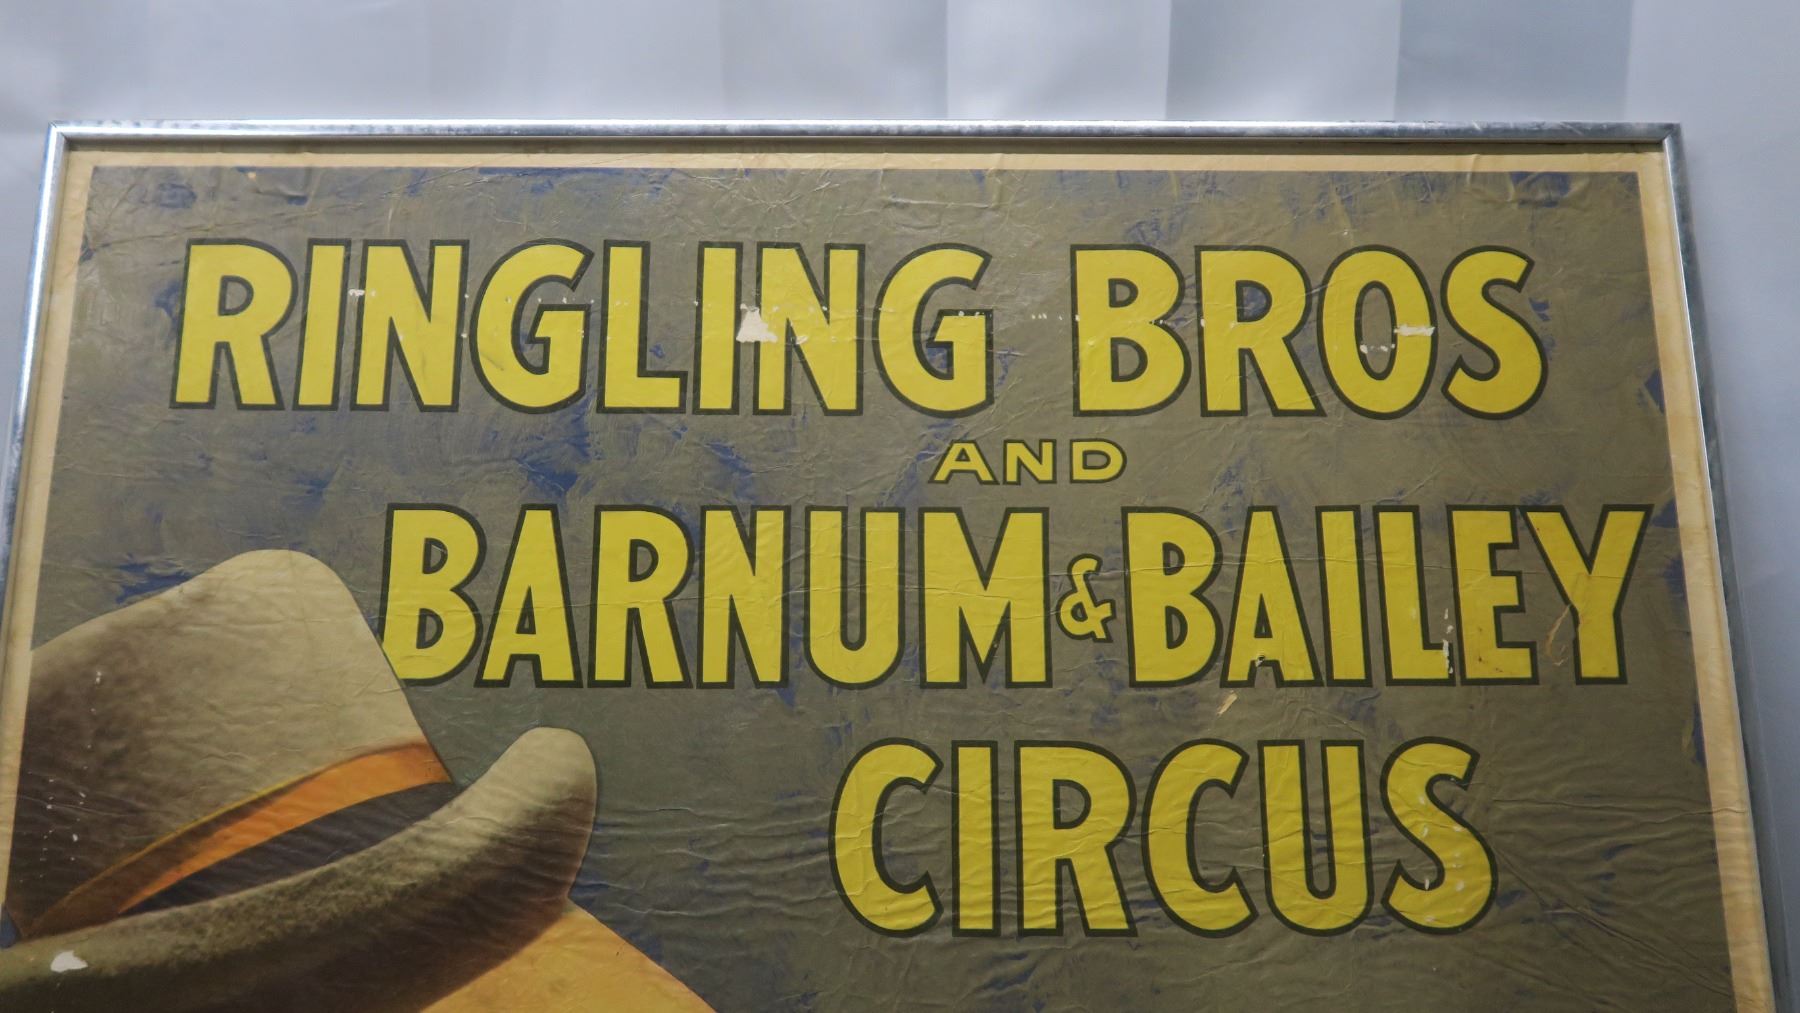 RINGLING BROS
AND
BARNUM & BAILEY
CIRCUS